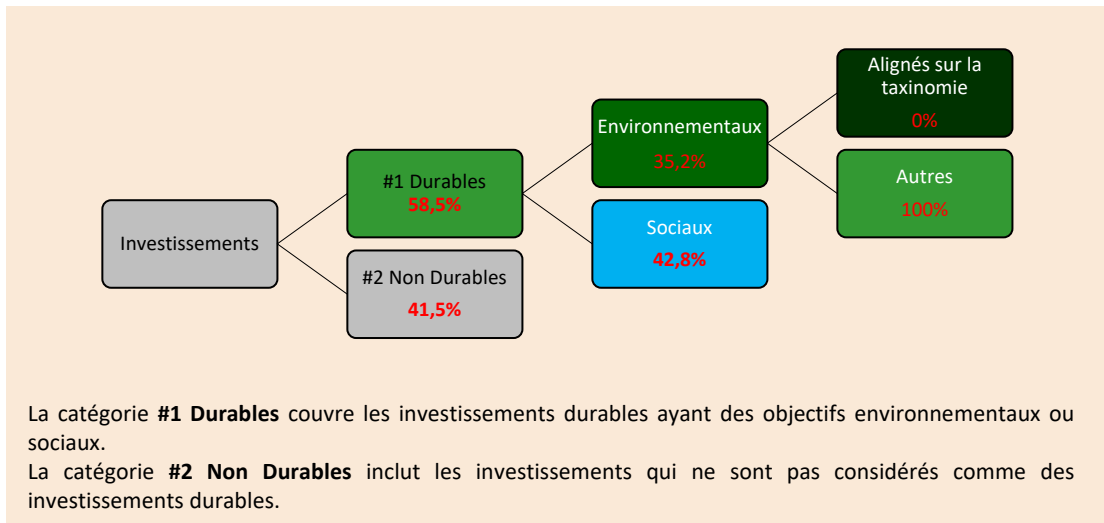 Investissements
#1 Durables
58,5%
#2 Non Durables
41,5%
Environnementaux
35,2%
Sociaux
42,8%
Alignés sur la
taxinomie
0%
Autres
100%
La catégorie #1 Durables couvre les investissements durables ayant des objectifs environnementaux ou
sociaux.
La catégorie #2 Non Durables inclut les investissements qui ne sont pas considérés comme des
investissements durables.